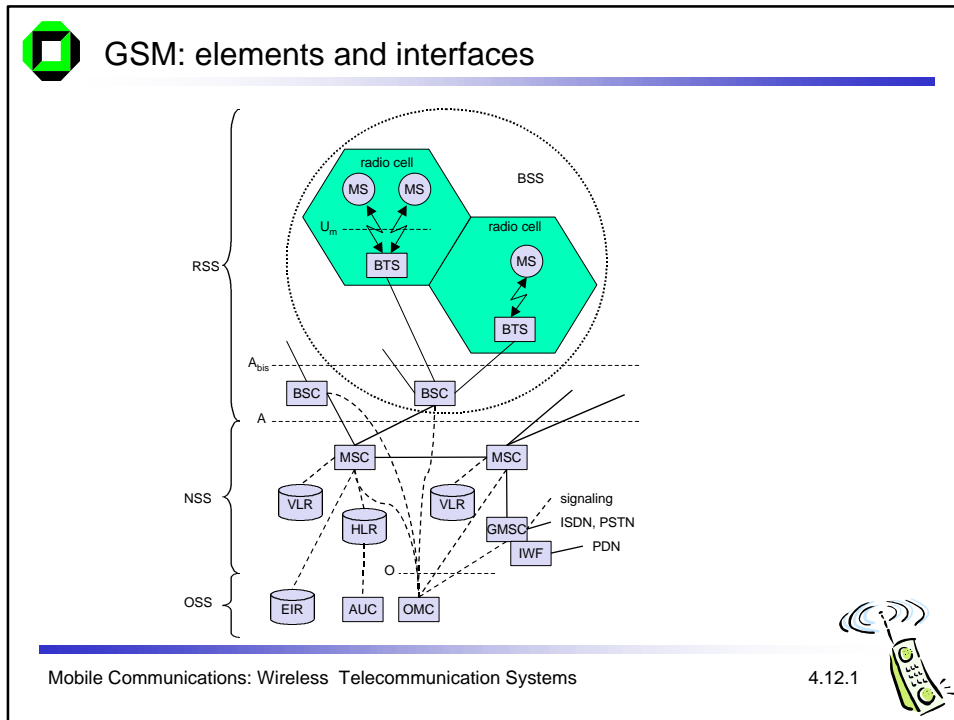 GSM: elements and interfaces
radio cell
MS MS
BSS
Um
radio cell
BTS
MS
RSS
BTS
Abis
BSC
BSC
A
MSC
MSC
VLR
VLR
signaling
NSS
HLR
GMSC
ISDN, PSTN
IWF
PDN
O
OSS
EIR
AUC
OMC
Mobile Communications: Wireless Telecommunication Systems
4.12.1